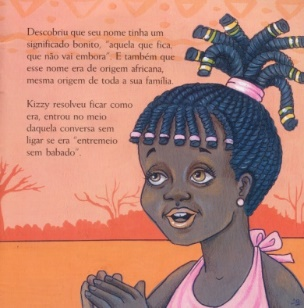 Descobriu que seu nome tinha um
significado bonito, "aquela que fica,
que não vai embora". E também que
esse nome era de origem africana,
mesma origem de toda a sua família.
Kizzy resolveu ficar como
era, entrou no meio
daquela conversa sem
ligar se era "entremeio
sem babado".